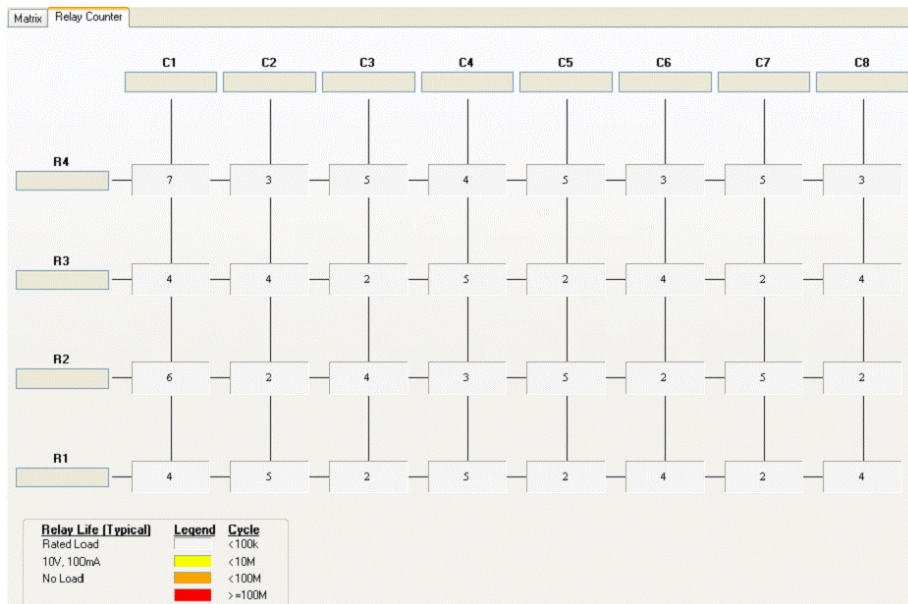 Matrix Relay Counter
C1 C2 C3 C4 C5 C6 C7 C8
R4
7 3 5 4 5 3 5 3
R3
4 4 2 5 2 4 2 4
R2
6 2 4 3 5 2 5 2
R1
4 5 2 5 2 4 2 4
Relay Life (Typical) Legend Cycle
Rated Load <100k
10V, 100mA <10M
No Load <100M
>=100M